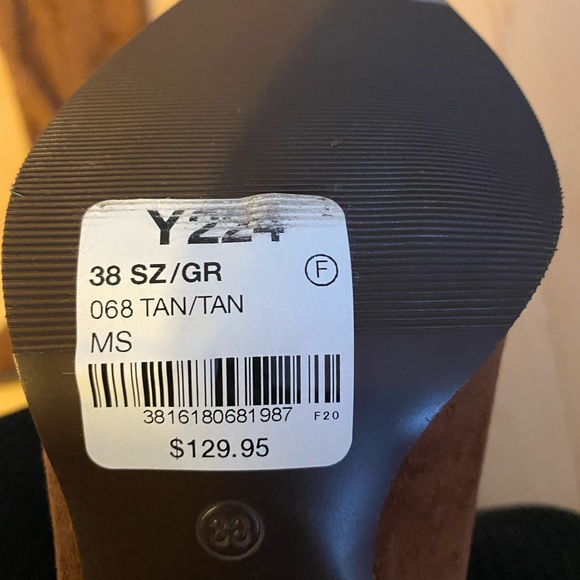 Y224
38 SZ/GR F
068 TAN/TAN
MS
3816180681987 F20
$129.95
38